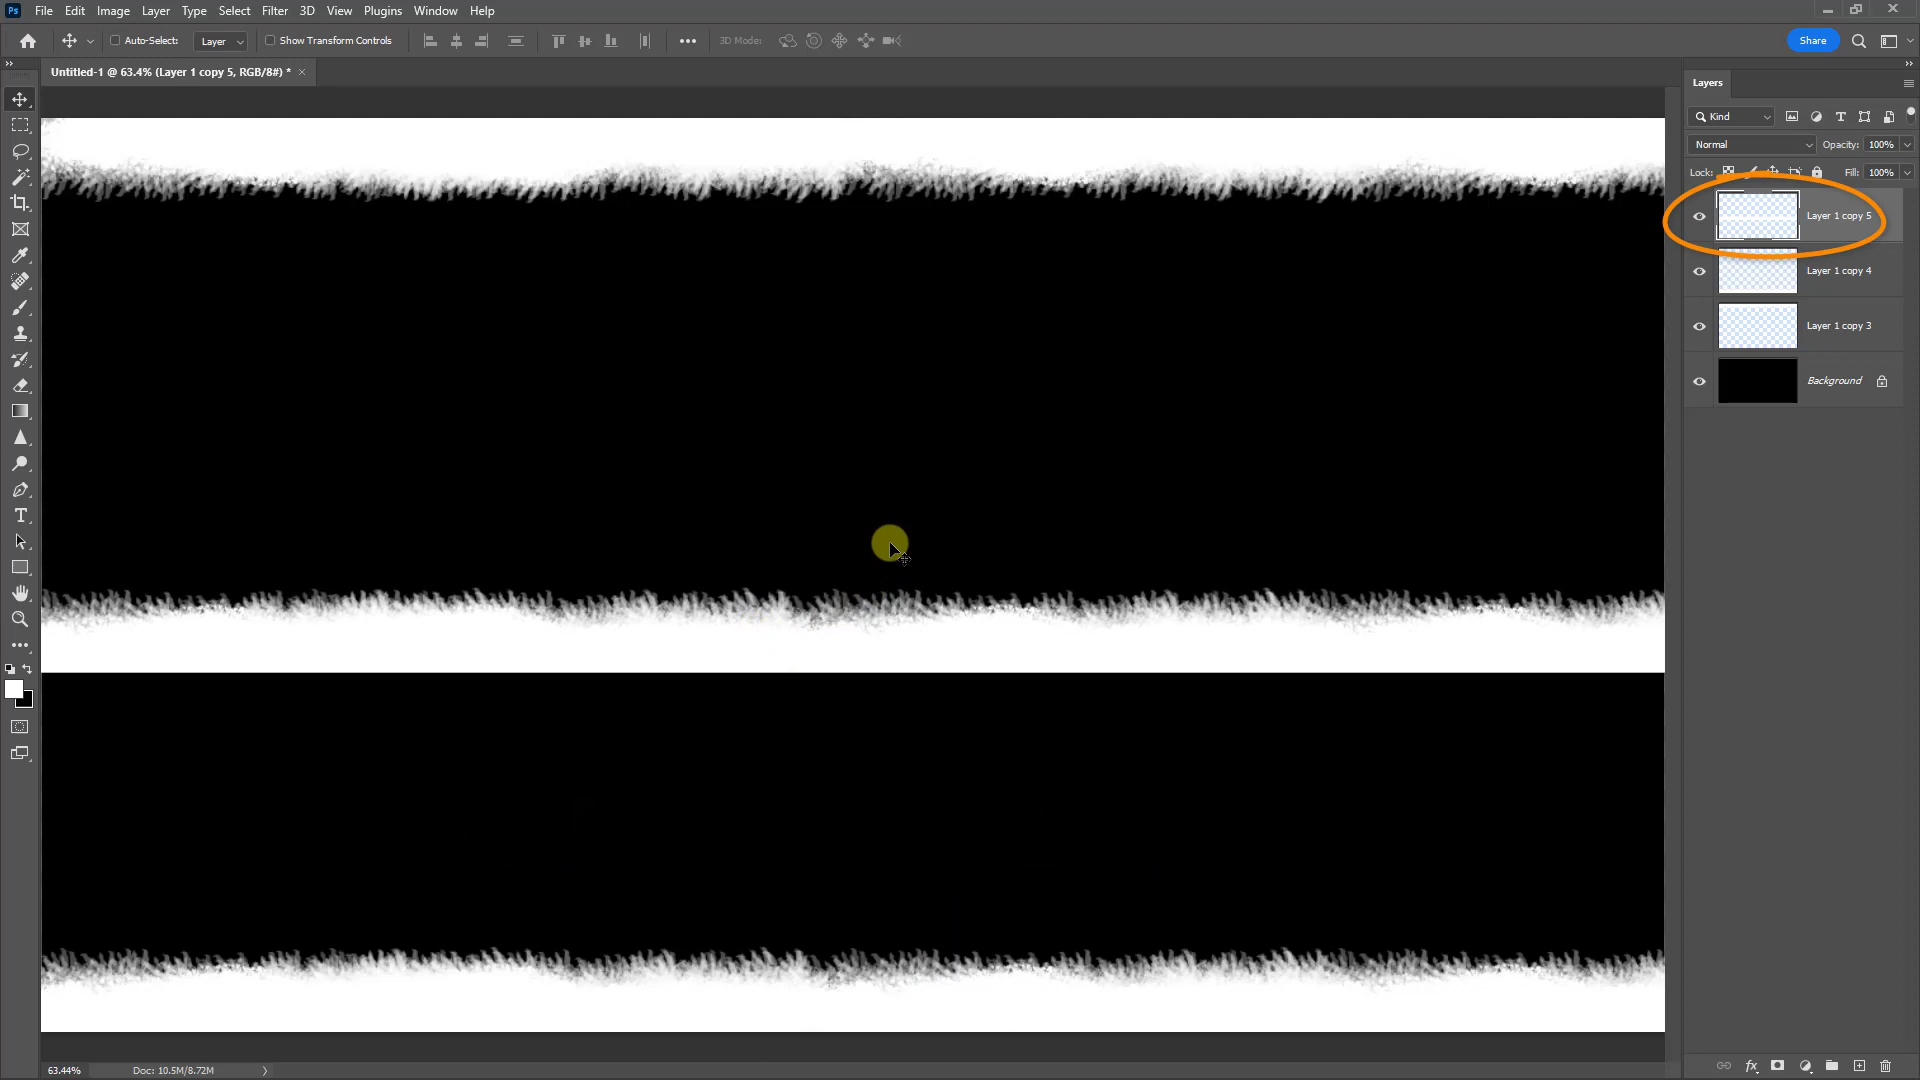 Ps File Edit Image Layer Type Select Filter 3D View Plugins Window Help
Auto-Select: Layer Show Transform Controls 3D Mode: Share
Untitled-1 @ 63.4% (Layer 1 copy 5, RGB/8#) * ×
Layers
Kind
Normal Opacity: 100%
Lock: Fill: 100%
Layer 1 copy 5
Layer 1 copy 4
Layer 1 copy 3
Background
63.44% Doc: 10.5M/8.72M